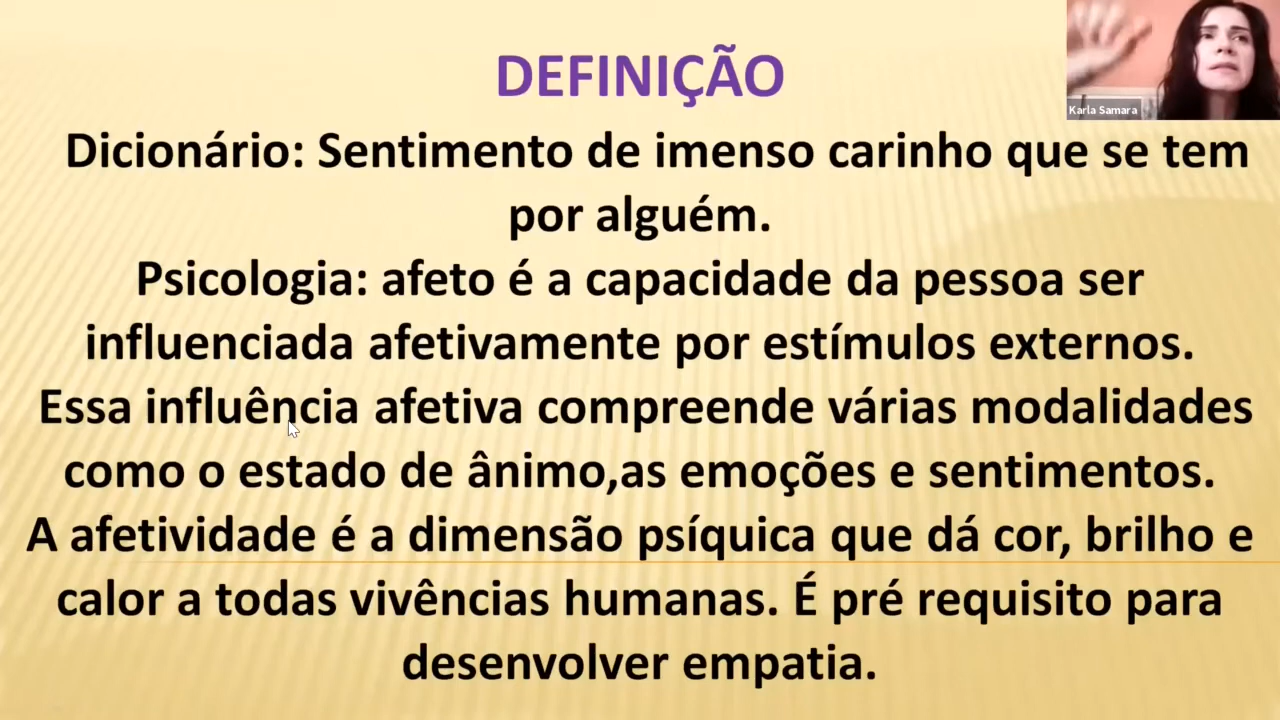 DEFINIÇÃO
Karla Samara
Dicionário: Sentimento de imenso carinho que se tem
por alguém.
Psicologia: afeto é a capacidade da pessoa ser
influenciada afetivamente por estímulos externos.
Essa influência afetiva compreende várias modalidades
como o estado de ânimo,as emoções e sentimentos.
A afetividade é a dimensão psíquica que dá cor, brilho e
calor a todas vivências humanas. É pré requisito para
desenvolver empatia.